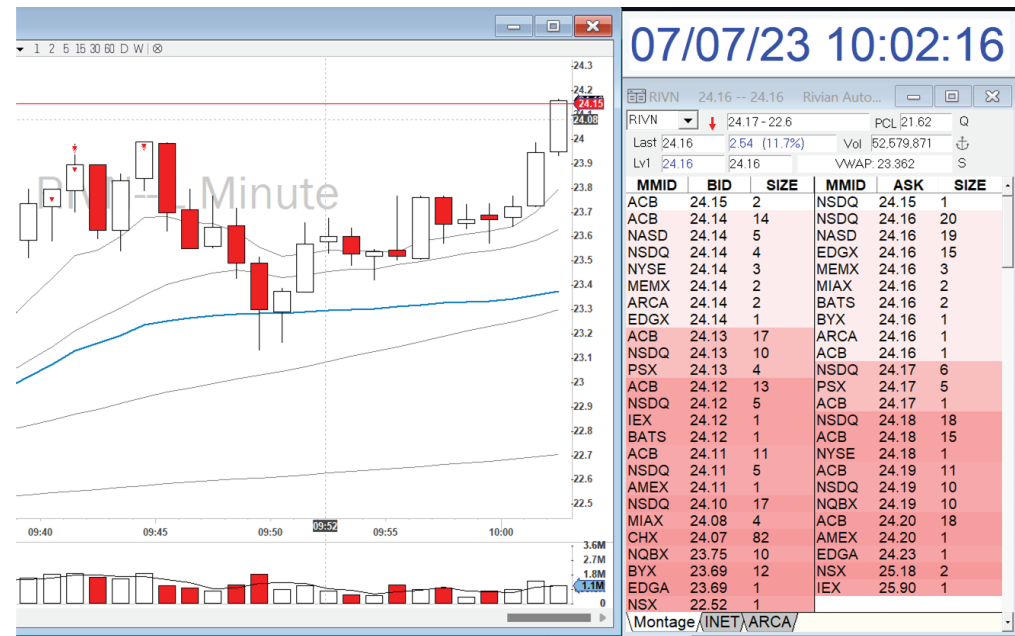 1 2 5 15 30 60 D W
RIV --1 Minute
24.3
24.2
24.15
24.1
24.08
24
23.9
23.8
23.7
23.6
23.5
23.4
23.3
23.2
23.1
23
22.9
22.8
22.7
22.6
22.5
09:40 09:45 09:50 09:52 09:55 10:00
3.6M
2.7M
1.8M
1.1M
0
07/07/23 10:02:16
RIVN 24.16 -- 24.16 Rivian Auto...
RIVN 24.17 - 22.6 PCL 21.62 Q
Last 24.16 2.54 (11.7%) Vol 52,579,871
Lv1 24.16 24.16 VWAP: 23.362 S
MMID BID SIZE MMID ASK SIZE
ACB 24.15 2 NSDQ 24.15 1
ACB 24.14 14 NSDQ 24.16 20
NASD 24.14 5 NASD 24.16 19
NSDQ 24.14 4 EDGX 24.16 15
NYSE 24.14 3 MEMX 24.16 3
MEMX 24.14 2 MIAX 24.16 2
ARCA 24.14 2 BATS 24.16 2
EDGX 24.14 1 BYX 24.16 1
ACB 24.13 17 ARCA 24.16 1
NSDQ 24.13 10 ACB 24.16 1
PSX 24.13 4 NSDQ 24.17 6
ACB 24.12 13 PSX 24.17 5
NSDQ 24.12 5 ACB 24.17 1
IEX 24.12 1 NSDQ 24.18 18
BATS 24.12 1 ACB 24.18 15
ACB 24.11 11 NYSE 24.18 1
NSDQ 24.11 5 ACB 24.19 11
AMEX 24.11 1 NSDQ 24.19 10
NSDQ 24.10 17 NQBX 24.19 10
MIAX 24.08 4 ACB 24.20 18
CHX 24.07 82 AMEX 24.20 1
NQBX 23.75 10 EDGA 24.23 1
BYX 23.69 12 NSX 25.18 2
EDGA 23.69 1 IEX 25.90 1
NSX 22.52 1
Montage INET ARCA